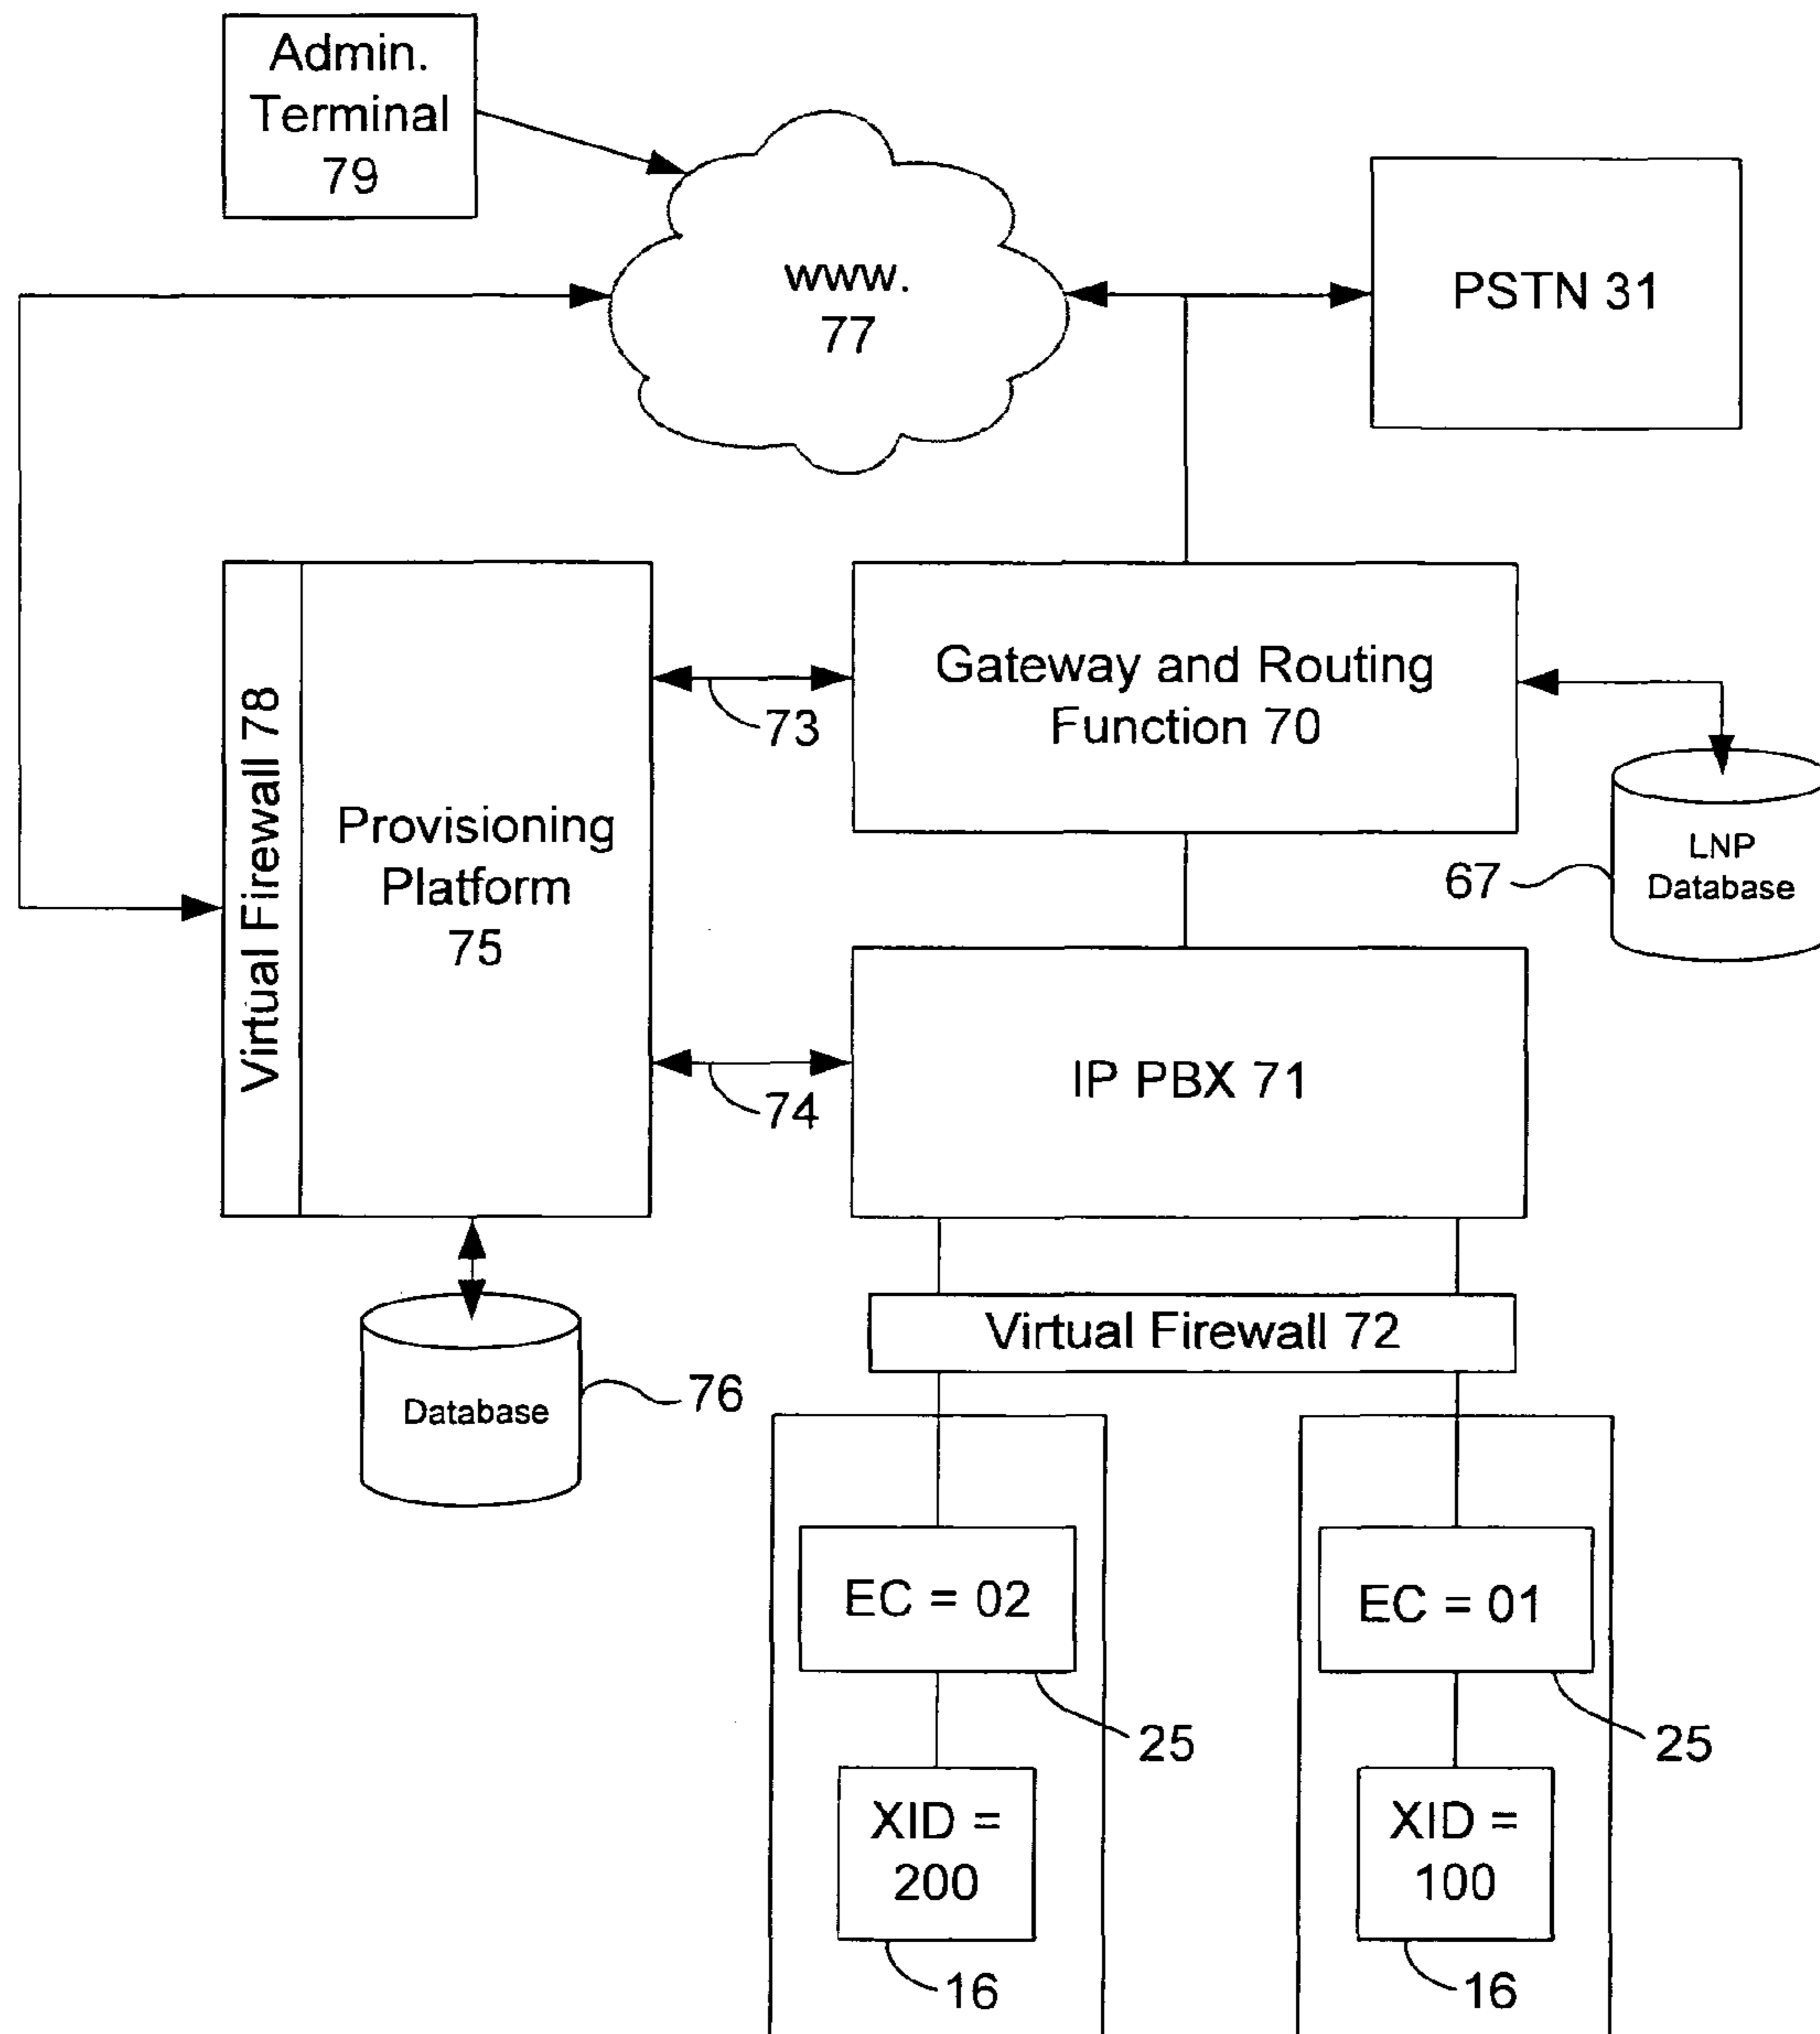 Admin.
Terminal
79
www.
77
PSTN 31
Virtual Firewall 78
Provisioning
Platform
75
73
Gateway and Routing
Function 70
LNP
Database
67
74
IP PBX 71
Virtual Firewall 72
Database
76
EC = 02
25
XID =
200
16
EC = 01
25
XID =
100
16